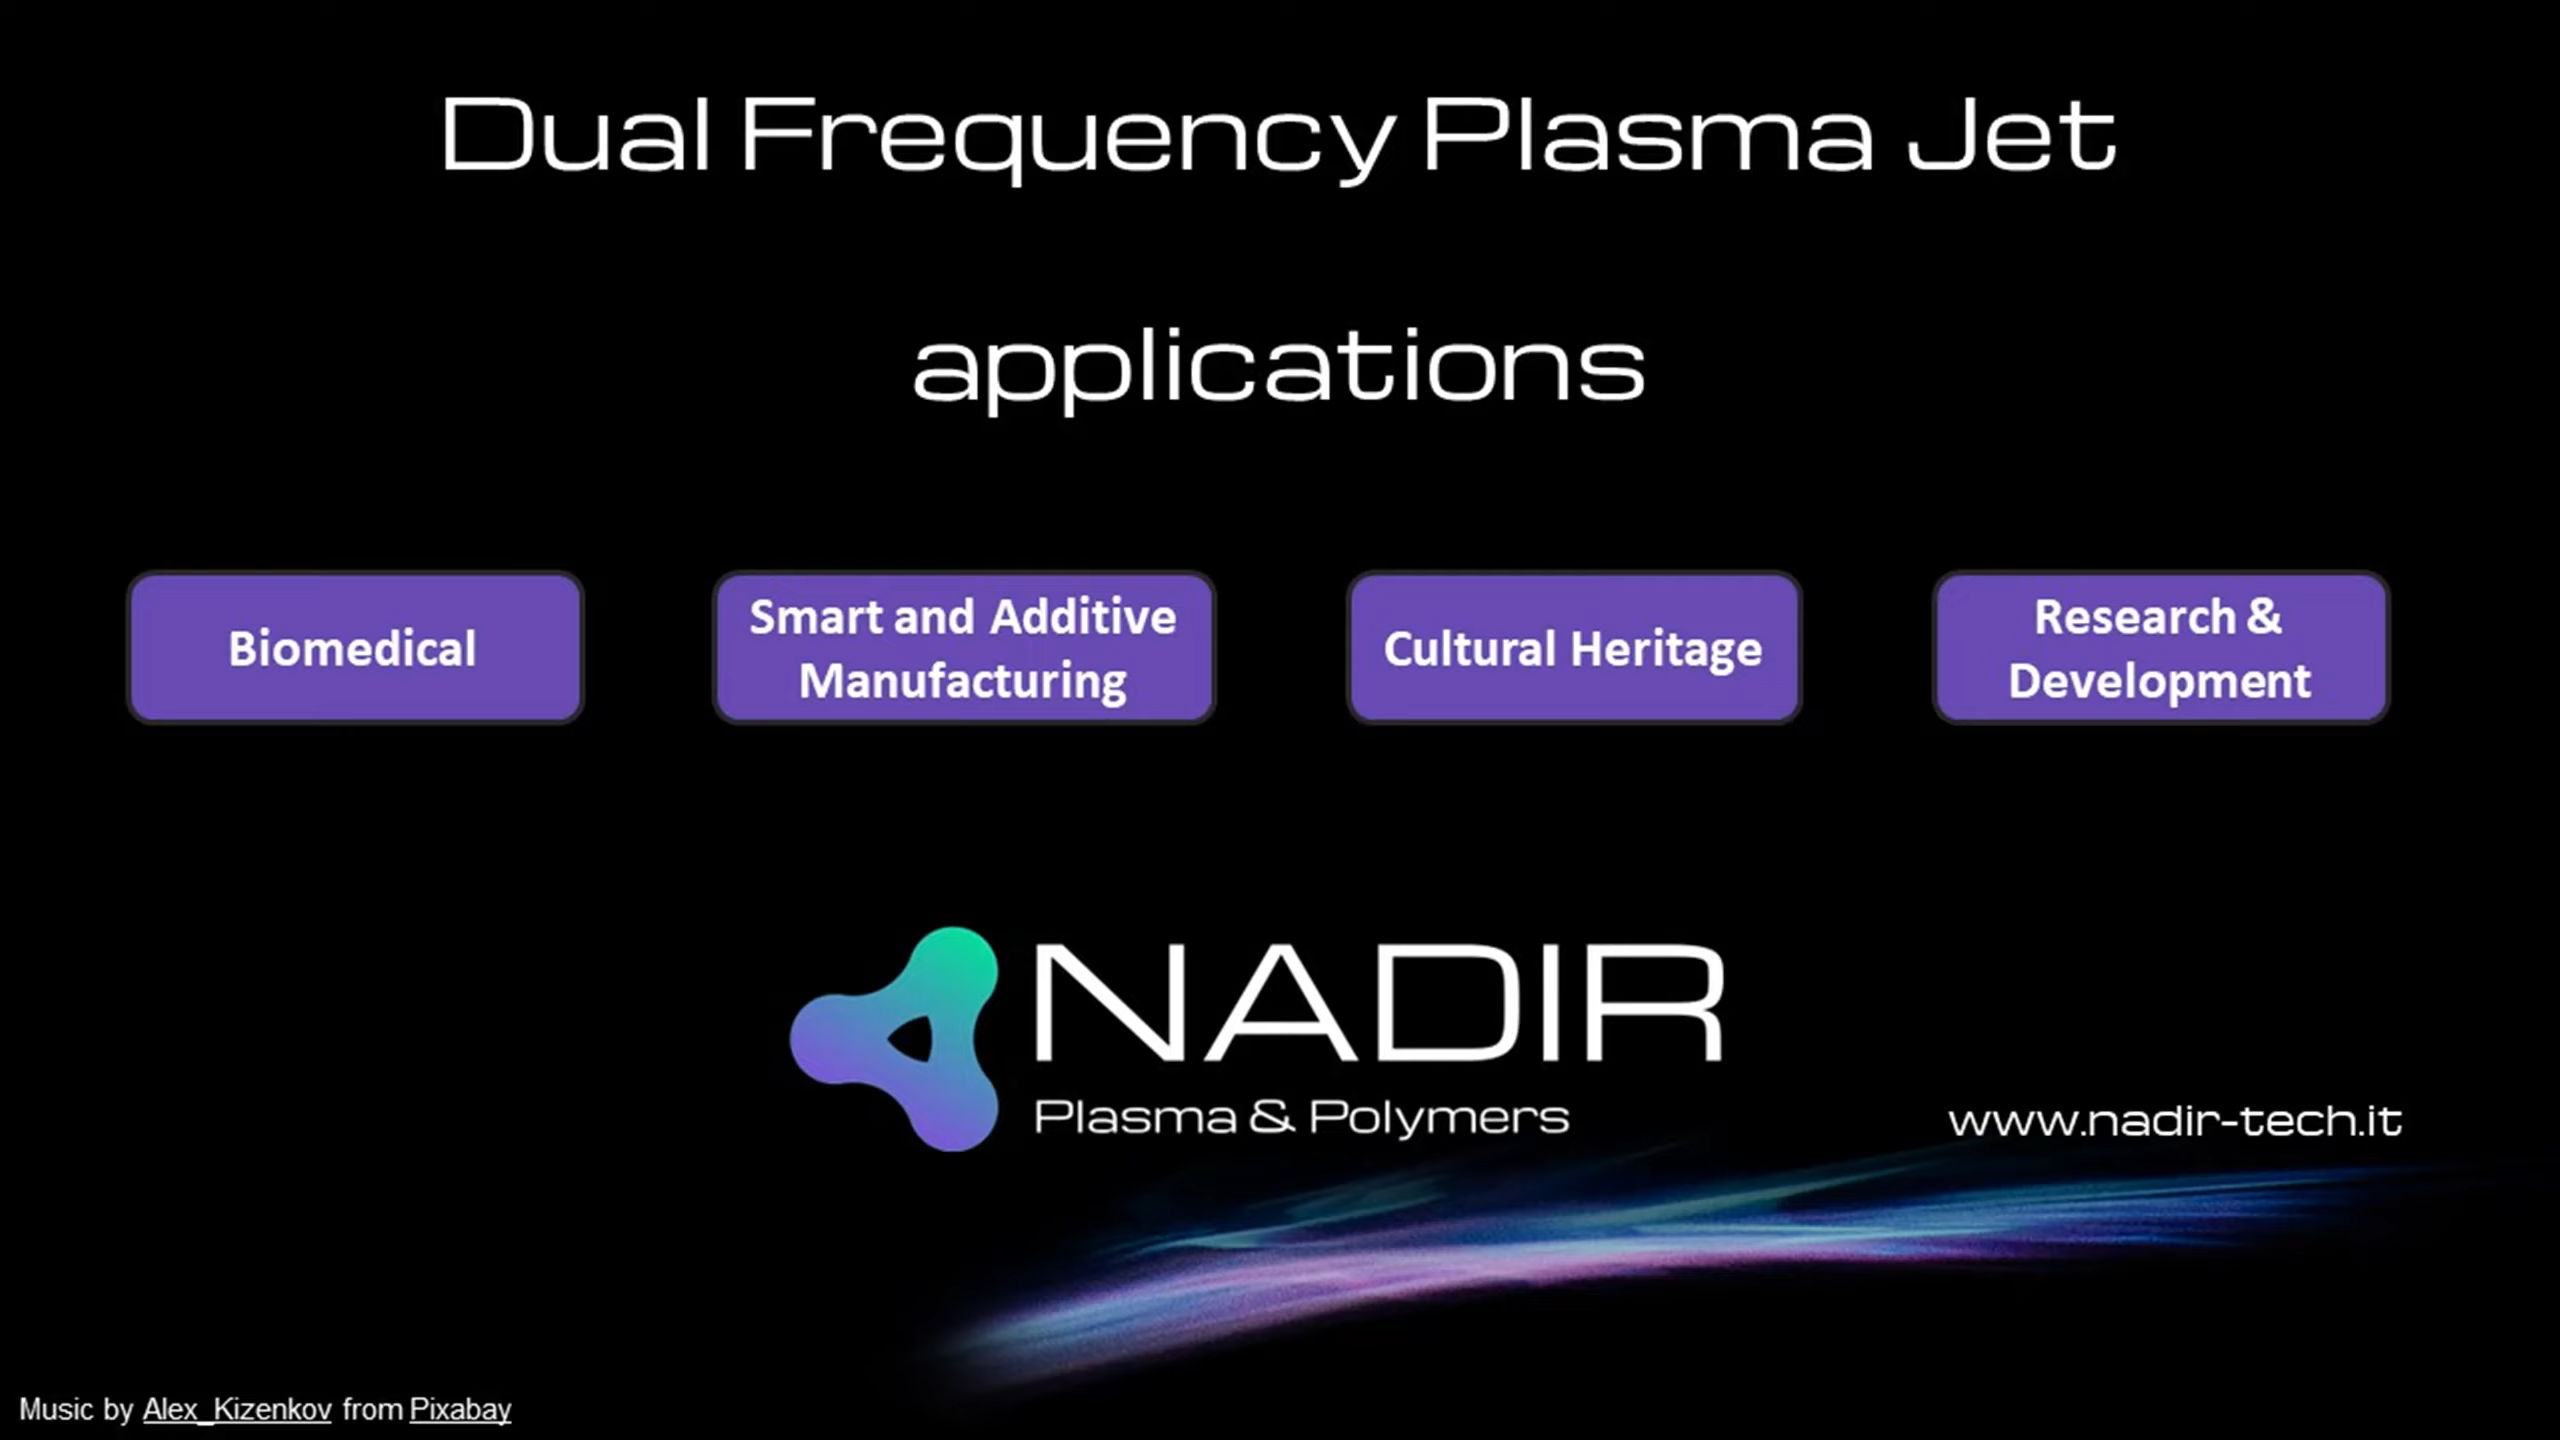 Dual Frequency Plasma Jet
applications
Biomedical
Smart and Additive
Manufacturing
Cultural Heritage
Research &
Development
NADIR
Plasma & Polymers
www.nadir-tech.it
Music by Alex_Kizenkov from Pixabay